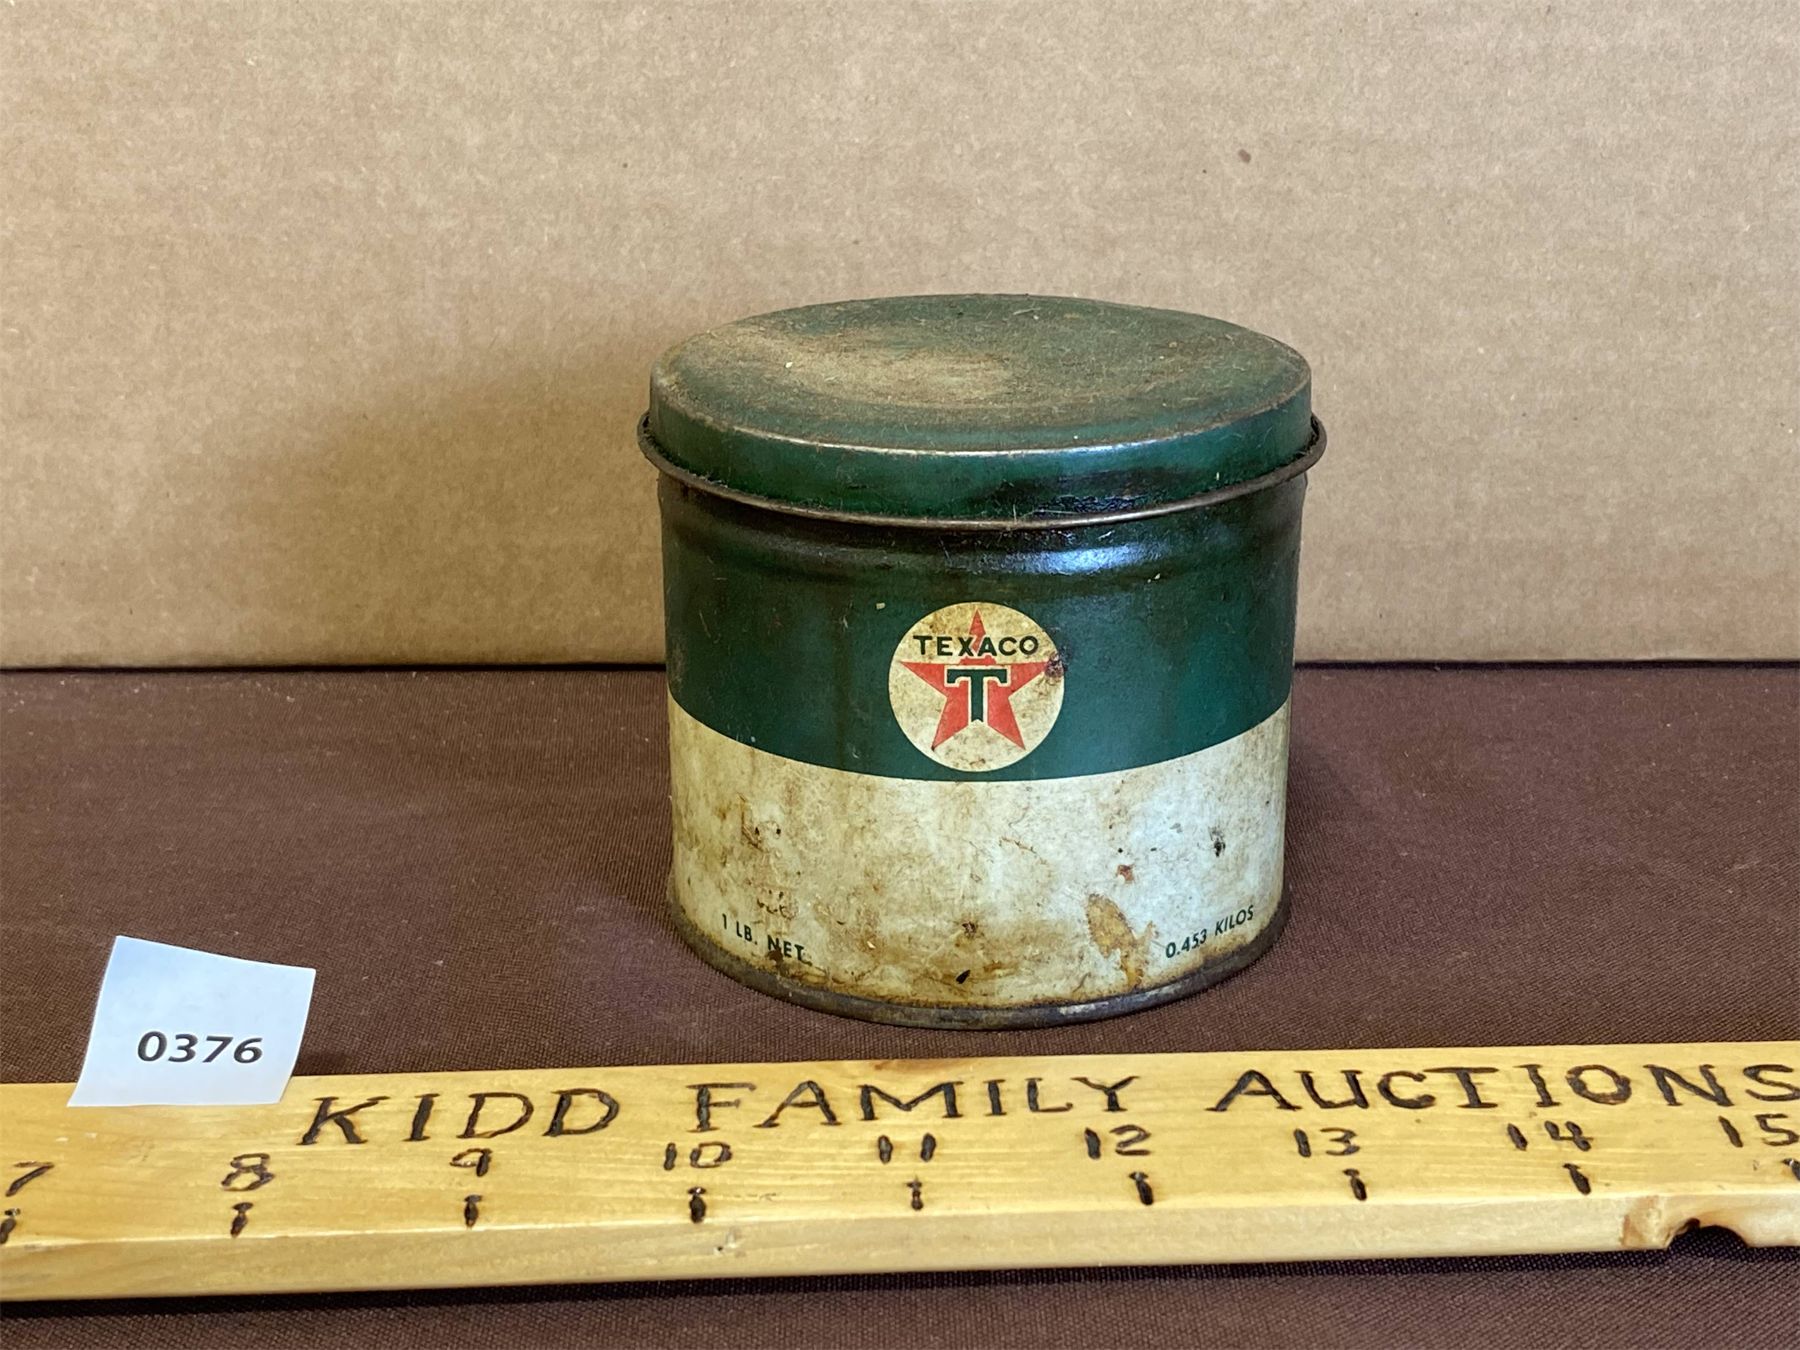 TEXACO
T
1 LB. NET
0.453 KILOS
0376
KIDD FAMILY AUCTIONS
7 8 9 10 11 12 13 14 15